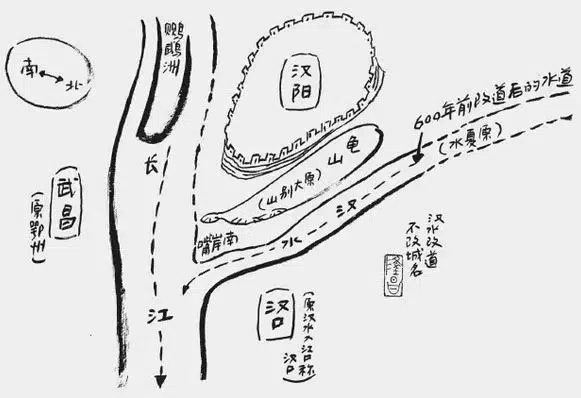 南
北
鹦鹉洲
汉阳
600年前改道后的水道
(水夏原)
龟
山
(山别大原)
长
武昌
(原鄂州)
嘴岸南
水
汉
汉水改道
不改城名
江
汉口
(原汉水入江口称
汉口)